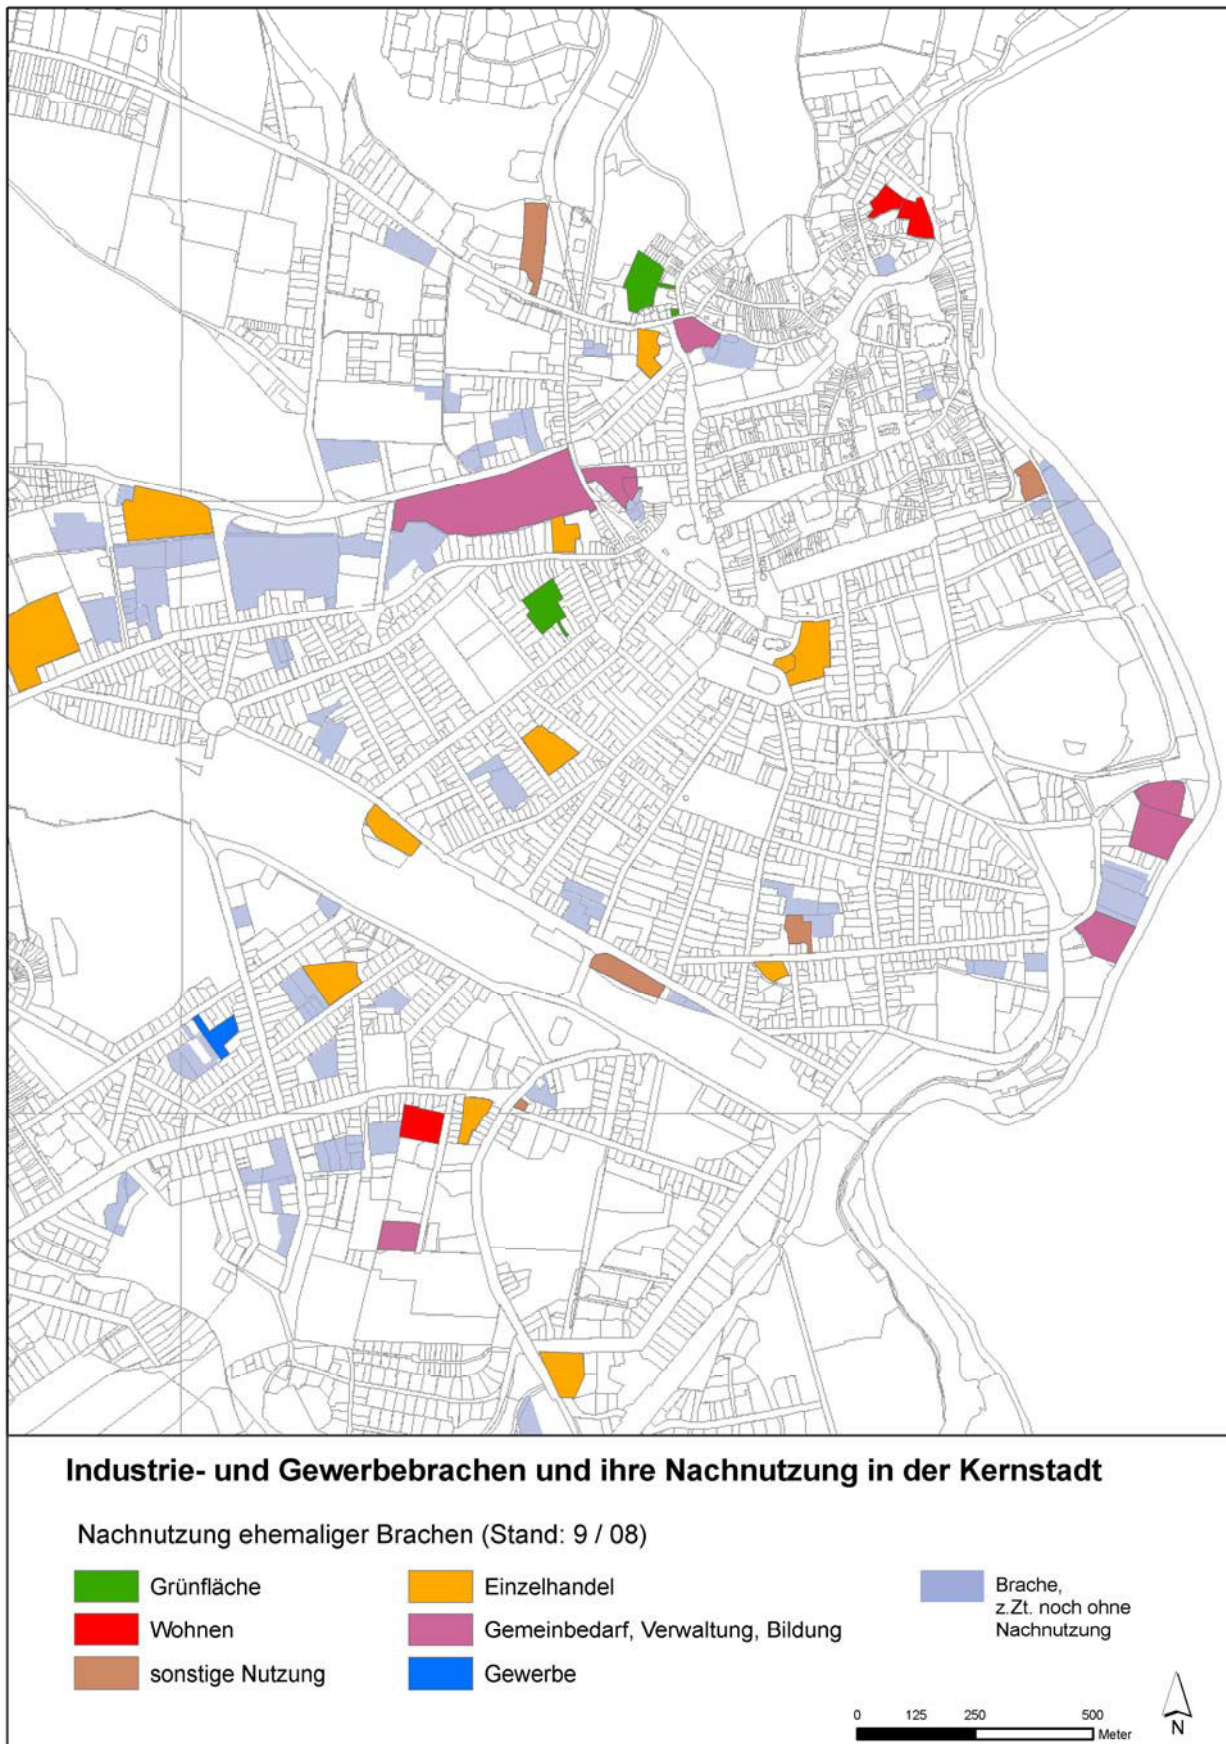 Industrie- und Gewerbebrachen und ihre Nachnutzung in der Kernstadt
Nachnutzung ehemaliger Brachen (Stand: 9 / 08)
Grünfläche
Wohnen
sonstige Nutzung
Einzelhandel
Gemeinbedarf, Verwaltung, Bildung
Gewerbe
Brache,
z.Zt. noch ohne
Nachnutzung
0 125 250 500
Meter
N